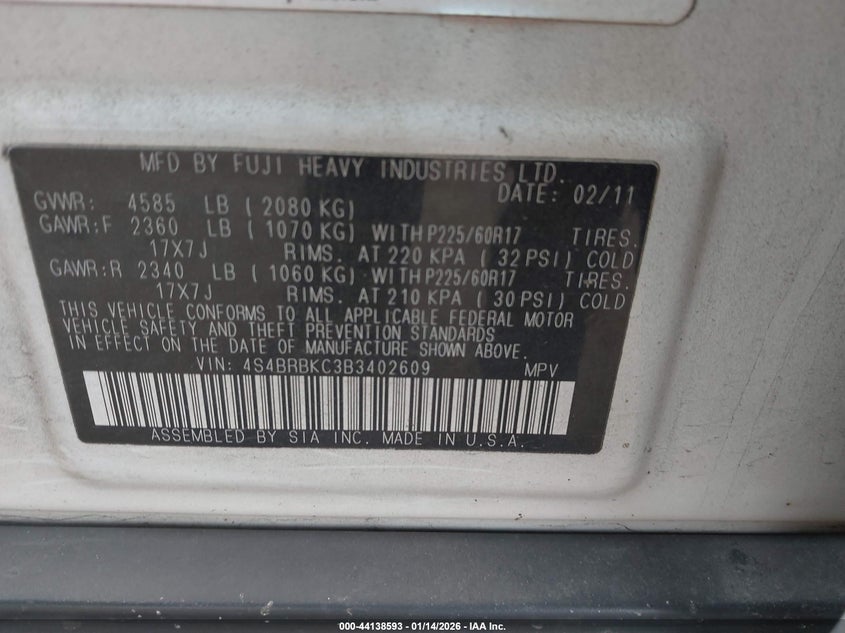 MFD BY FUJI HEAVY INDUSTRIES LTD.
DATE: 02/11
GVWR: 4585 LB ( 2080 KG)
GAWR:F 2360 LB ( 1070 KG) WITH P225/60R17 TIRES.
17X7J RIMS. AT 220 KPA ( 32 PSI) COLD
GAWR:R 2340 LB ( 1060 KG) WITH P225/60R17 TIRES.
17X7J RIMS. AT 210 KPA ( 30 PSI) COLD
THIS VEHICLE CONFORMS TO ALL APPLICABLE FEDERAL MOTOR
VEHICLE SAFETY AND THEFT PREVENTION STANDARDS
IN EFFECT ON THE DATE OF MANUFACTURE SHOWN ABOVE.
VIN: 4S4BRBKC3B3402609 MPV
ASSEMBLED BY SIA INC. MADE IN U.S.A.
000-44138593 - 01/14/2026 - IAA Inc.